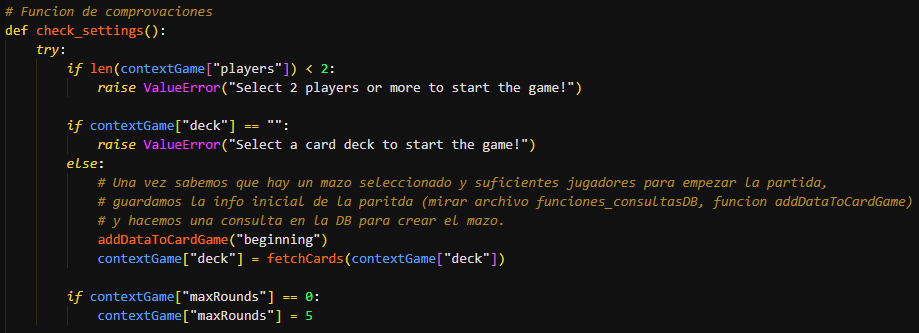 # Funcion de comprovaciones
def check_settings():
    try:
        if len(contextGame["players"]) < 2:
            raise ValueError("Select 2 players or more to start the game!")
        if contextGame["deck"] == "":
            raise ValueError("Select a card deck to start the game!")
        else:
            # Una vez sabemos que hay un mazo seleccionado y suficientes jugadores para empezar la partida,
            # guardamos la info inicial de la paritda (mirar archivo funciones_consultasDB, funcion addDataToCardGame)
            # y hacemos una consulta en la DB para crear el mazo.
            addDataToCardGame("beginning")
            contextGame["deck"] = fetchCards(contextGame["deck"])
        if contextGame["maxRounds"] == 0:
            contextGame["maxRounds"] = 5